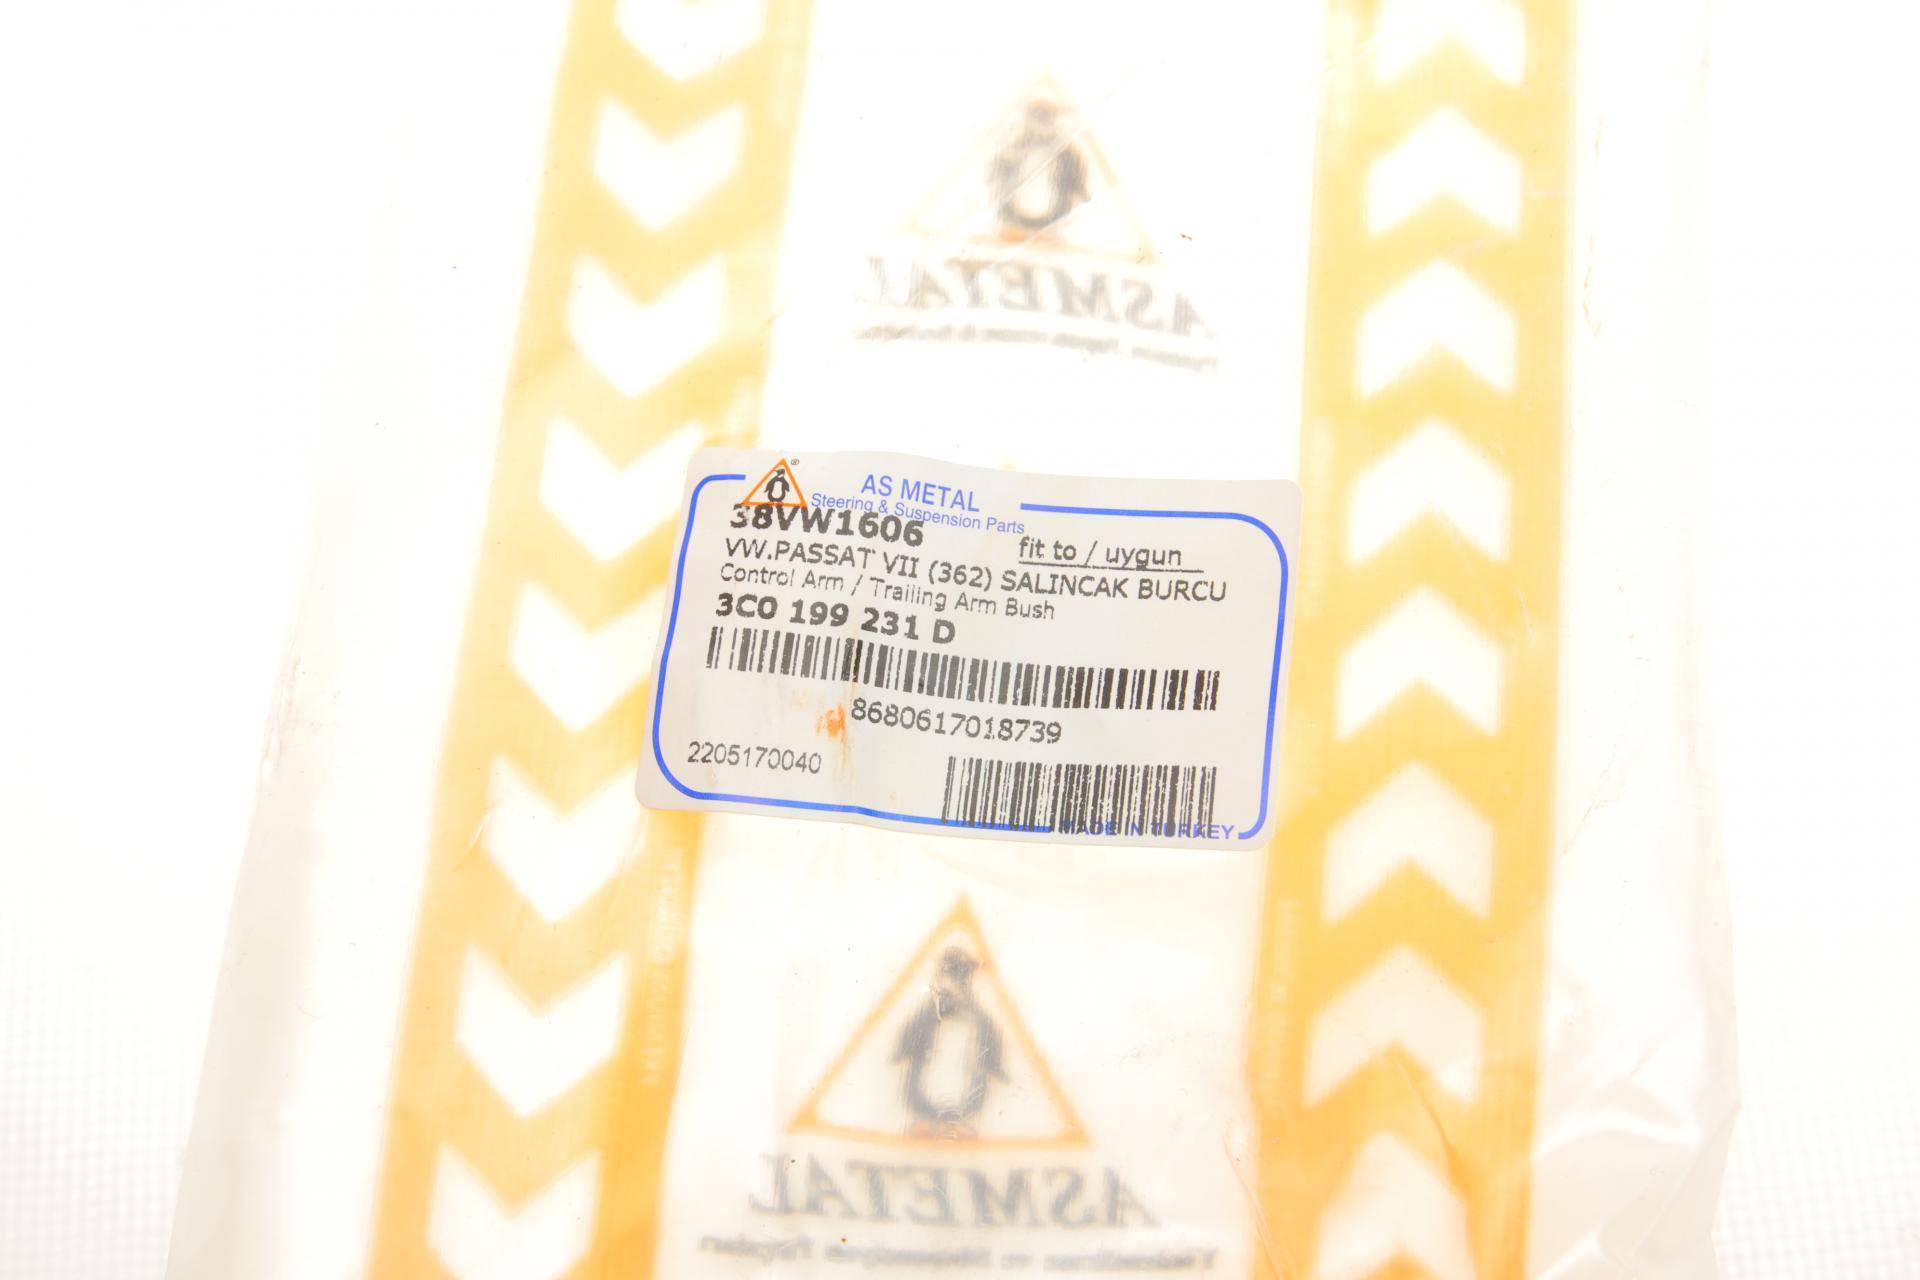 ASMETAL
®
AS METAL
Steering & Suspension Parts
38VW1606
fit to / uygun
VW.PASSAT VII (362) SALINCAK BURCU
Control Arm / Trailing Arm Bush
3C0 199 231 D
8680617018739
2205170040
MADE IN TURKEY
ASMETAL